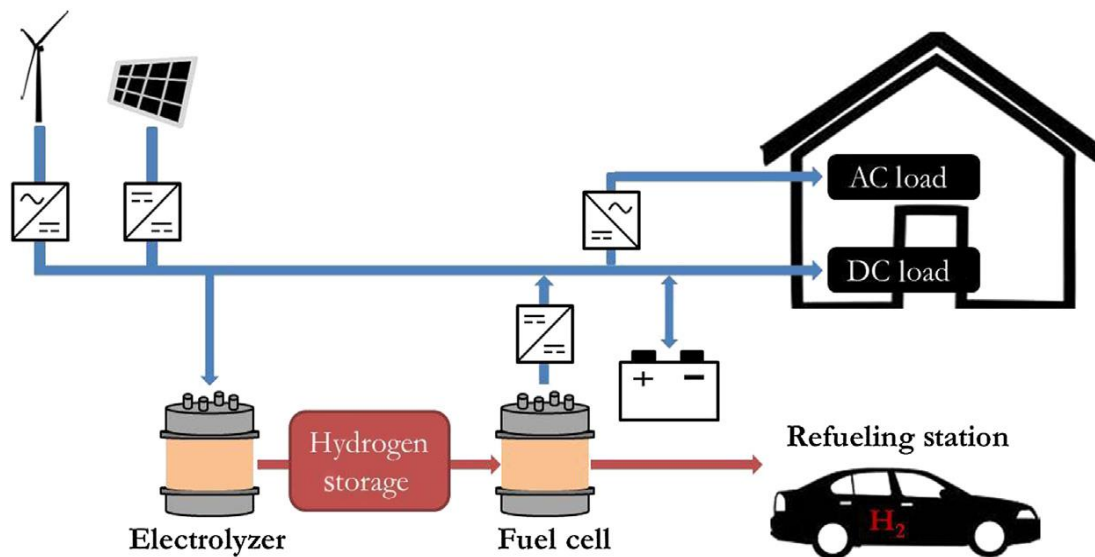 AC load
DC load
+ −
Hydrogen
storage
Refueling station
Electrolyzer
Fuel cell
H₂